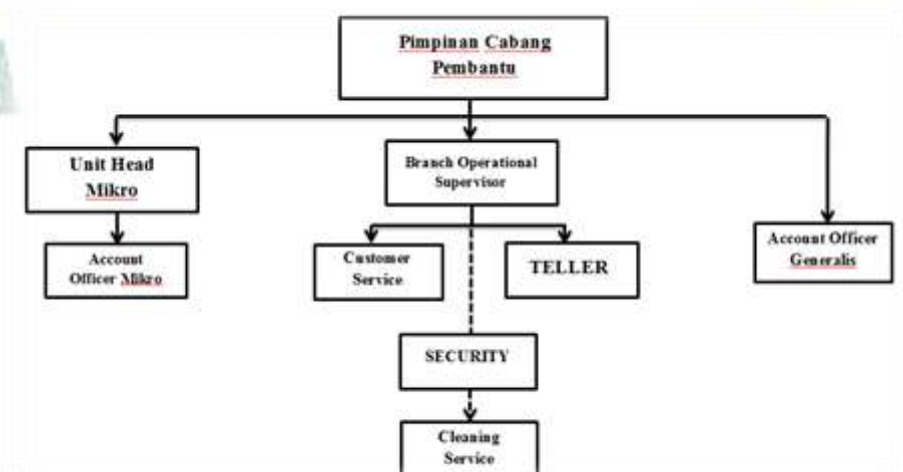 Pimpinan Cabang
Pembantu
Unit Head
Mikro
Branch Operational
Supervisor
Account Officer
Generalis
Account
Officer Mikro
Customer
Service
TELLER
SECURITY
Cleaning
Service